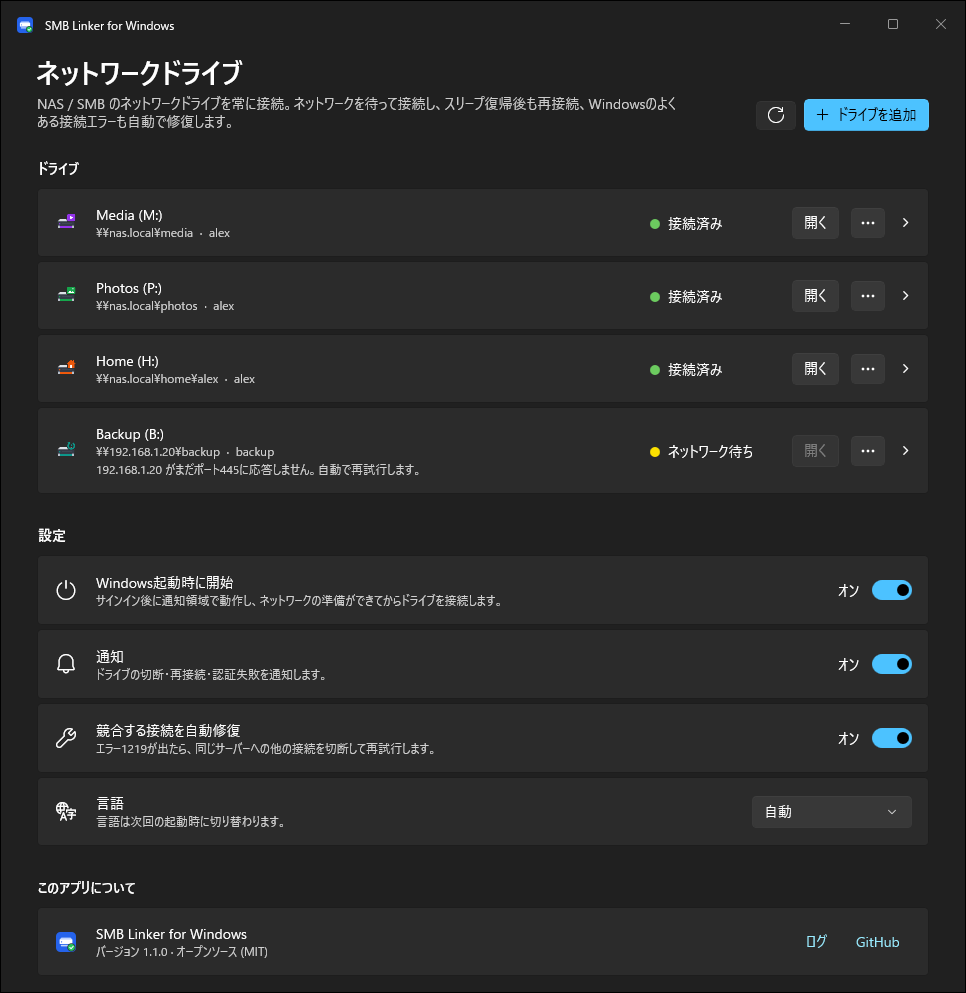 SMB Linker for Windows
ネットワークドライブ
NAS / SMB のネットワークドライブを常に接続。ネットワークを待って接続し、スリープ復帰後も再接続、Windowsのよく
ある接続エラーも自動で修復します。
ドライブを追加
ドライブ
Media (M:)
¥¥nas.local¥media · alex
接続済み
開く
Photos (P:)
¥¥nas.local¥photos · alex
接続済み
開く
Home (H:)
¥¥nas.local¥home¥alex · alex
接続済み
開く
Backup (B:)
¥¥192.168.1.20¥backup · backup
192.168.1.20 がまだポート445に応答しません。自動で再試行します。
ネットワーク待ち
開く
設定
Windows起動時に開始
サインイン後に通知領域で動作し、ネットワークの準備ができてからドライブを接続します。
オン
通知
ドライブの切断・再接続・認証失敗を通知します。
オン
競合する接続を自動修復
エラー1219が出たら、同じサーバーへの他の接続を切断して再試行します。
オン
言語
言語は次回の起動時に切り替わります。
自動
このアプリについて
SMB Linker for Windows
バージョン 1.1.0 · オープンソース (MIT)
ログ
GitHub